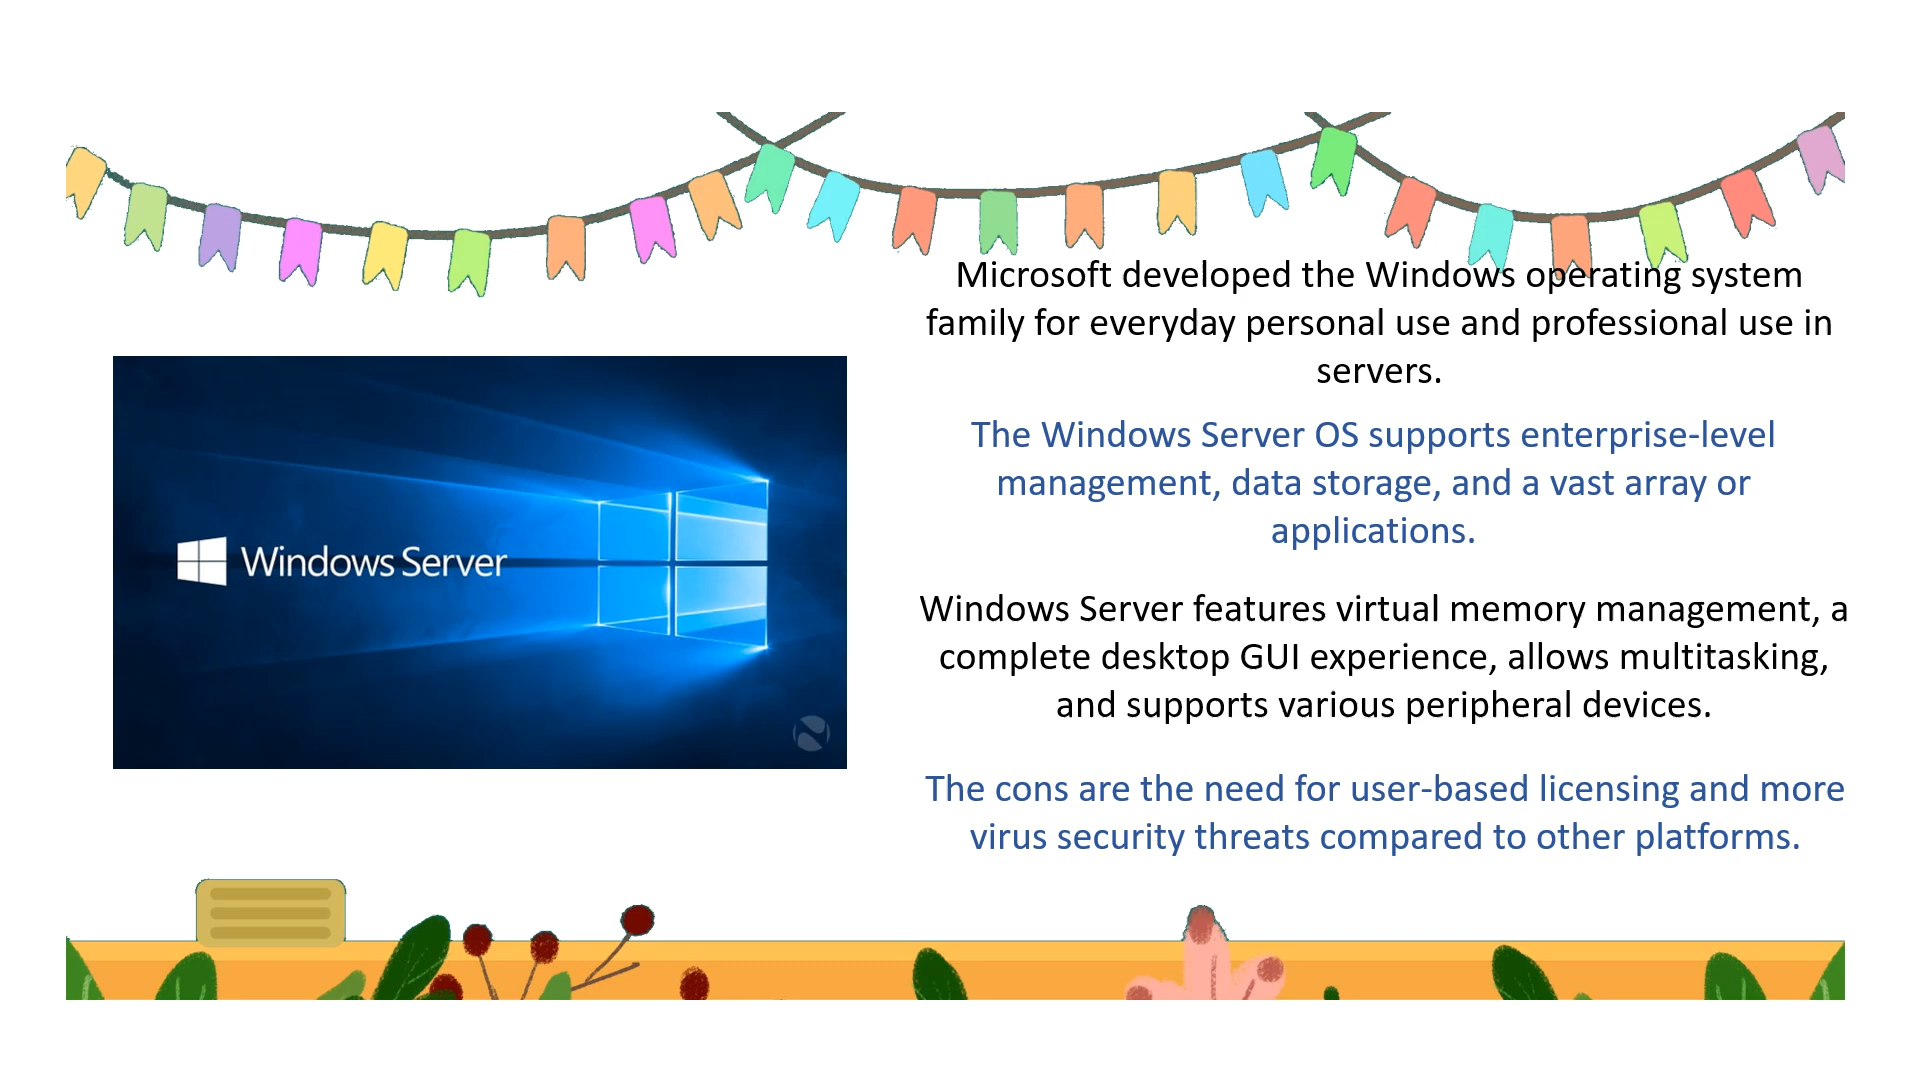 Microsoft developed the Windows operating system
family for everyday personal use and professional use in
servers.
The Windows Server OS supports enterprise-level
management, data storage, and a vast array or
applications.
Windows Server
Windows Server features virtual memory management, a
complete desktop GUI experience, allows multitasking,
and supports various peripheral devices.
The cons are the need for user-based licensing and more
virus security threats compared to other platforms.